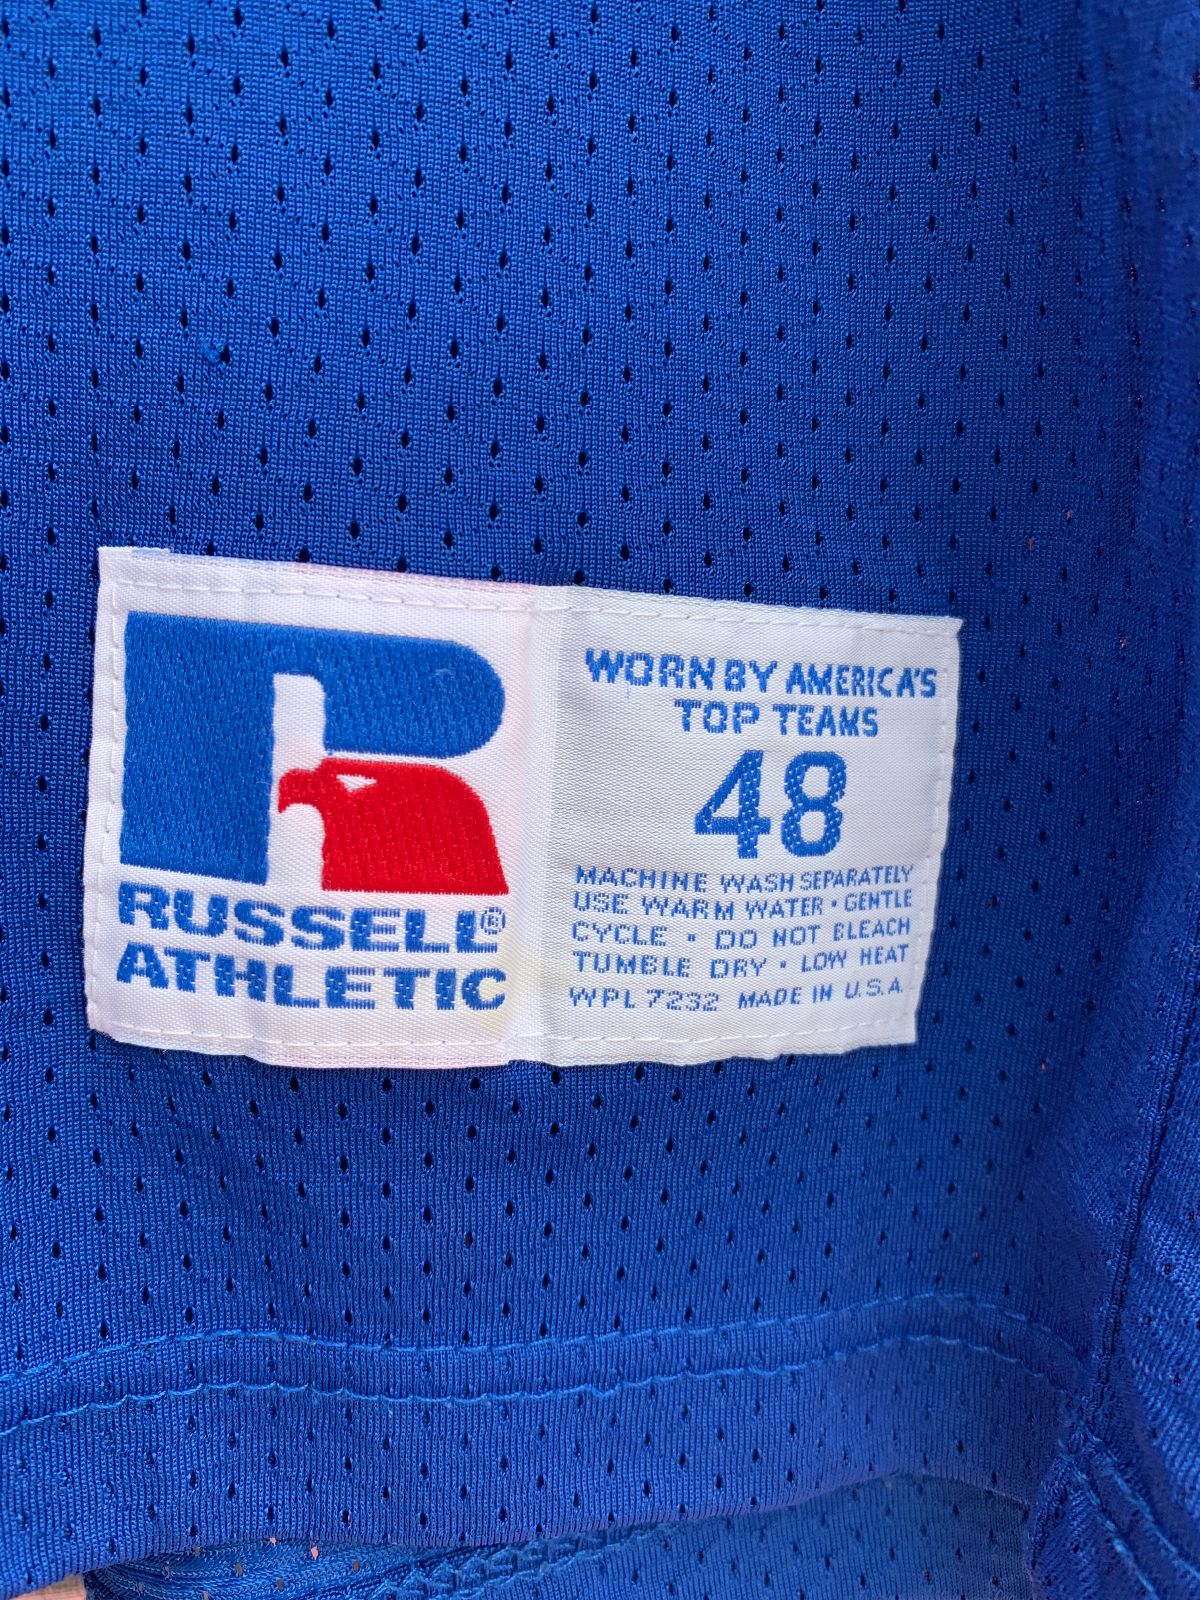 RUSSELL®
ATHLETIC
WORN BY AMERICA'S
TOP TEAMS
48
MACHINE WASH SEPARATELY
USE WARM WATER · GENTLE
CYCLE · DO NOT BLEACH
TUMBLE DRY · LOW HEAT
WPL 7232 MADE IN U.S.A.